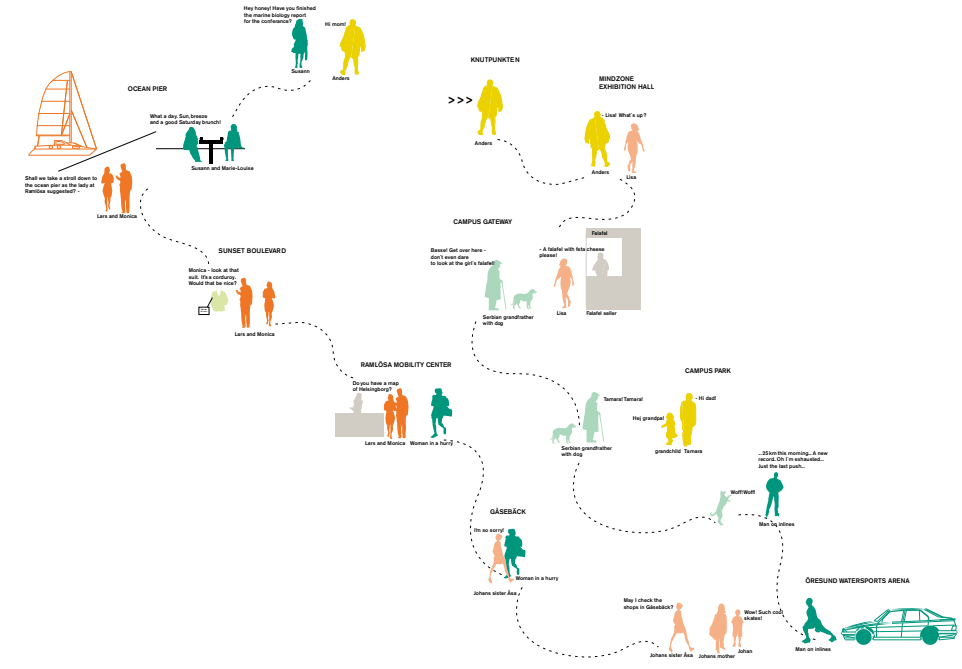 Hey honey! Have you finished
the marine biology report
for the conferance?
Hi mom!
Susann
Anders
KNUTPUNKTEN
>>>
Anders
MINDZONE
EXHIBITION HALL
- Lisa! What's up?
Anders
Lisa
OCEAN PIER
What a day. Sun, breeze
and a good Saturday brunch!
Susann and Marie-Louise
Shall we take a stroll down to
the ocean pier as the lady at
Ramlösa suggested? -
Lars and Monica
CAMPUS GATEWAY
Basse! Get over here -
don't even dare
to look at the girl's falafel!
Serbian grandfrather
with dog
- A falafel with feta cheese
please!
Lisa
Falafel
Falafel seller
SUNSET BOULEVARD
Monica - look at that
suit. It's a corduroy.
Would that be nice?
Lars and Monica
RAMLÖSA MOBILITY CENTER
Do you have a map
of Helsingborg?
Lars and Monica
Woman in a hurry
CAMPUS PARK
Tamara! Tamara!
Serbian grandfrather
with dog
Hej grandpa!
- Hi dad!
grandchild
Tamara
...25 km this morning.. A new
record. Oh I'm exhausted...
Just the last push..
Woff!Woff!
Man on inlines
GÅSEBÄCK
I'm so sorry!
Woman in a hurry
Johans sister Åsa
ÖRESUND WATERSPORTS ARENA
May I check the
shops in Gåsebäck?
Wow! Such cool
skates!
Johans sister Åsa
Johans mother
Johan
Man on inlines